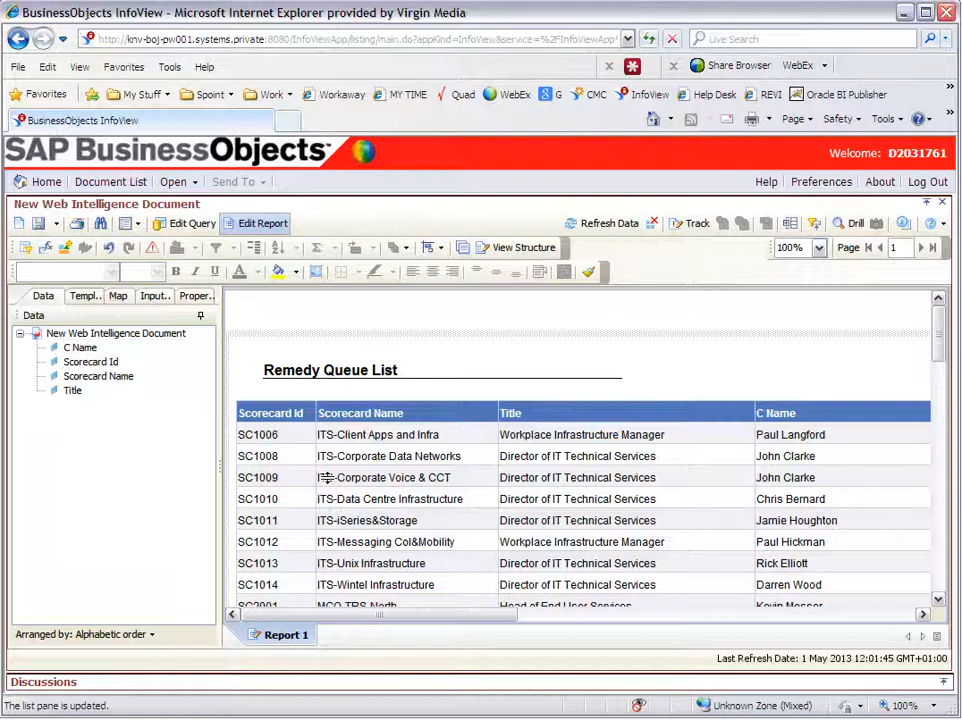 BusinessObjects InfoView - Microsoft Internet Explorer provided by Virgin Media
http://knv-boj-pw001.systems.private:8080/InfoViewApp/listing/main.do?appKind=InfoView&service=%2FInfoViewApp
Live Search
File Edit View Favorites Tools Help
Share Browser WebEx
Favorites My Stuff Spoint Work Workaway MY TIME Quad WebEx G CMC InfoView Help Desk REVI Oracle BI Publisher
BusinessObjects InfoView
Page Safety Tools
SAP BusinessObjects
Welcome: D2031761
Home Document List Open Send To
Help Preferences About Log Out
New Web Intelligence Document
Edit Query Edit Report Refresh Data Track Drill
View Structure 100% Page 1
B I U A
Data Templ.. Map Input... Proper..
Data
New Web Intelligence Document
C Name
Scorecard Id
Scorecard Name
Title
Arranged by: Alphabetic order
Remedy Queue List
Scorecard Id Scorecard Name Title C Name
SC1006 ITS-Client Apps and Infra Workplace Infrastructure Manager Paul Langford
SC1008 ITS-Corporate Data Networks Director of IT Technical Services John Clarke
SC1009 ITS-Corporate Voice & CCT Director of IT Technical Services John Clarke
SC1010 ITS-Data Centre Infrastructure Director of IT Technical Services Chris Bernard
SC1011 ITS-iSeries&Storage Director of IT Technical Services Jamie Houghton
SC1012 ITS-Messaging Col&Mobility Workplace Infrastructure Manager Paul Hickman
SC1013 ITS-Unix Infrastructure Director of IT Technical Services Rick Elliott
SC1014 ITS-Wintel Infrastructure Director of IT Technical Services Darren Wood
SC2001 MCO-TRS North Head of End User Services Kevin Messer
Report 1
Last Refresh Date: 1 May 2013 12:01:45 GMT+01:00
Discussions
The list pane is updated.
Unknown Zone (Mixed)
100%